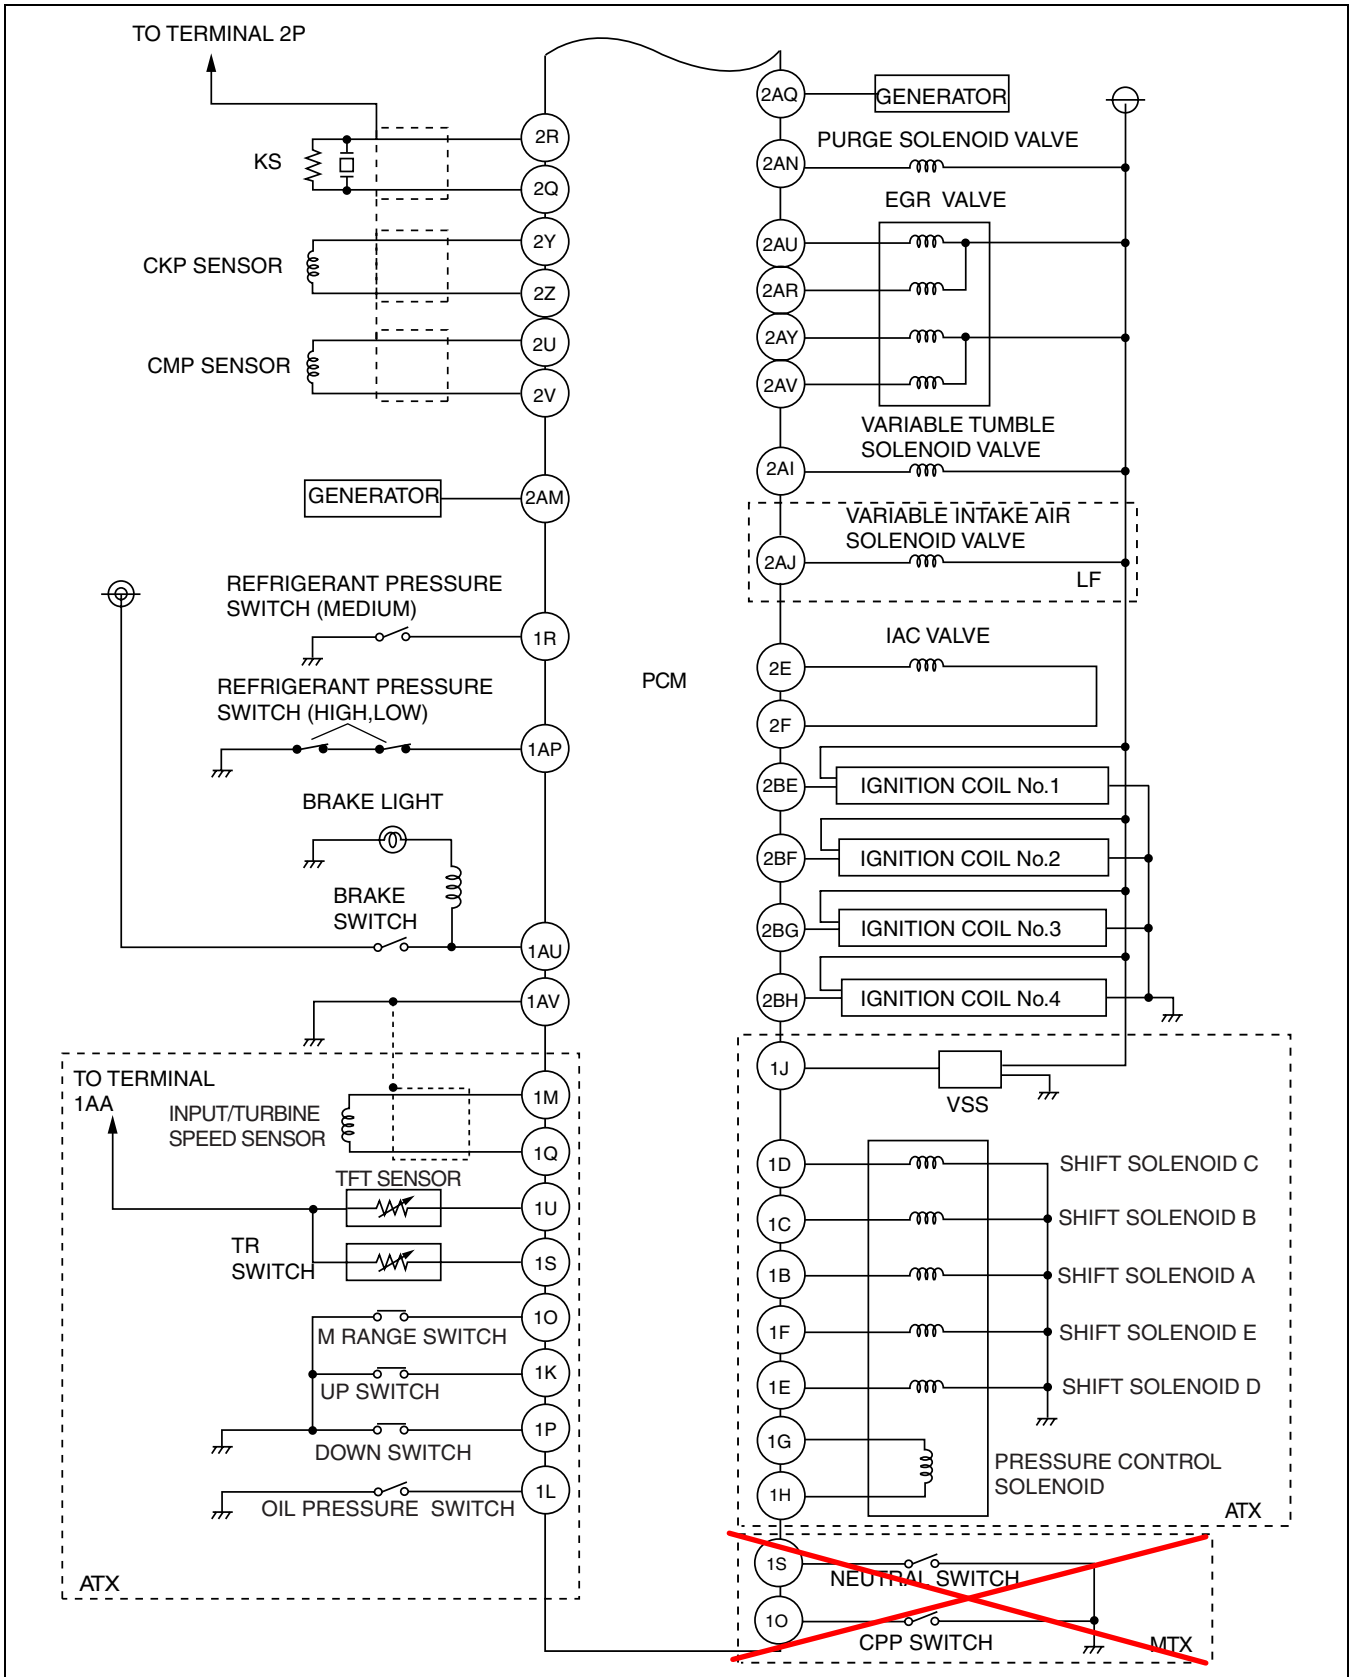 TO TERMINAL 2P
KS
2R
2Q
CKP SENSOR
2Y
2Z
CMP SENSOR
2U
2V
GENERATOR
2AM
REFRIGERANT PRESSURE
SWITCH (MEDIUM)
1R
REFRIGERANT PRESSURE
SWITCH (HIGH,LOW)
1AP
BRAKE LIGHT
BRAKE
SWITCH
1AU
1AV
TO TERMINAL
1AA
INPUT/TURBINE
SPEED SENSOR
1M
1Q
TFT SENSOR
1U
TR
SWITCH
1S
1O
M RANGE SWITCH
1K
UP SWITCH
1P
DOWN SWITCH
1L
OIL PRESSURE SWITCH
ATX
PCM
2AQ
GENERATOR
PURGE SOLENOID VALVE
2AN
EGR VALVE
2AU
2AR
2AY
2AV
VARIABLE TUMBLE
SOLENOID VALVE
2AI
VARIABLE INTAKE AIR
SOLENOID VALVE
2AJ
LF
IAC VALVE
2E
2F
2BE
IGNITION COIL No.1
2BF
IGNITION COIL No.2
2BG
IGNITION COIL No.3
2BH
IGNITION COIL No.4
1J
VSS
1D
SHIFT SOLENOID C
1C
SHIFT SOLENOID B
1B
SHIFT SOLENOID A
1F
SHIFT SOLENOID E
1E
SHIFT SOLENOID D
1G
PRESSURE CONTROL
SOLENOID
1H
ATX
1S
NEUTRAL SWITCH
1O
CPP SWITCH
MTX